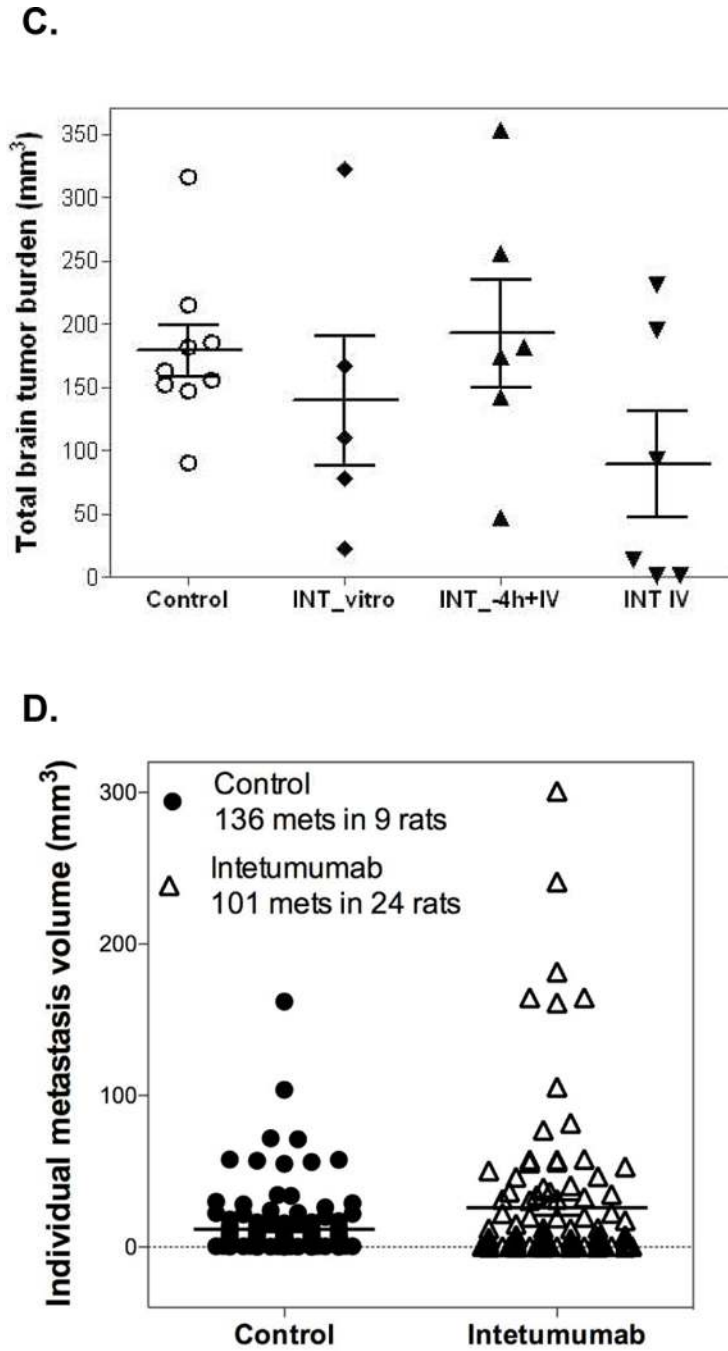 C.
Total brain tumor burden (mm³)
350
300
250
200
150
100
50
0
Control INT_vitro INT_-4h+IV INT IV
D.
Individual metastasis volume (mm³)
300
200
100
0
Control
136 mets in 9 rats
Intetumumab
101 mets in 24 rats
Control Intetumumab